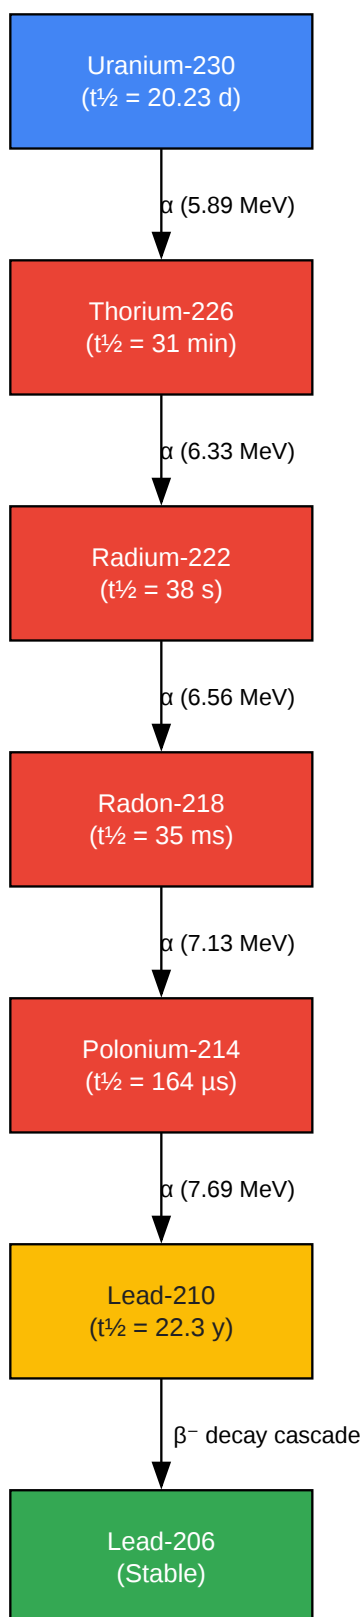 Uranium-230
(t½ = 20.23 d)
α (5.89 MeV)
Thorium-226
(t½ = 31 min)
α (6.33 MeV)
Radium-222
(t½ = 38 s)
α (6.56 MeV)
Radon-218
(t½ = 35 ms)
α (7.13 MeV)
Polonium-214
(t½ = 164 µs)
α (7.69 MeV)
Lead-210
(t½ = 22.3 y)
β⁻ decay cascade
Lead-206
(Stable)